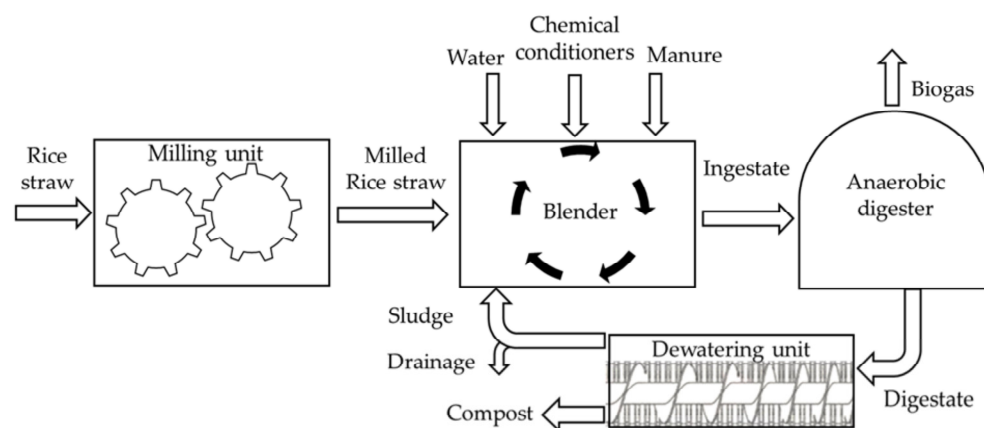 Rice
straw
Milling unit
Milled
Rice straw
Water
Chemical
conditioners
Manure
Blender
Ingestate
Biogas
Anaerobic
digester
Sludge
Drainage
Compost
Dewatering unit
Digestate